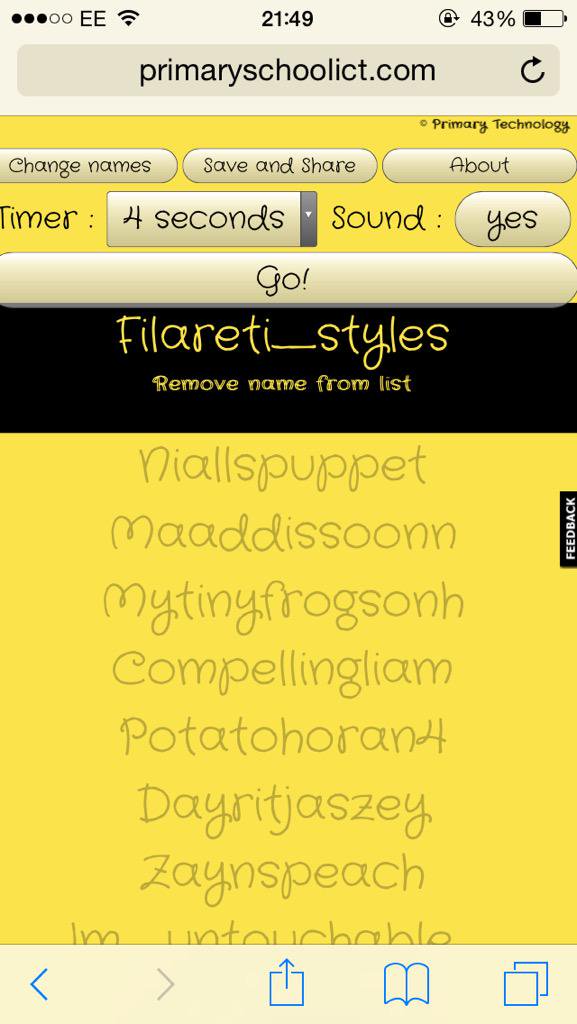 EE 21:49 43%
primaryschoolict.com
© Primary Technology
Change names Save and Share About
Timer : 4 seconds Sound : yes
Go!
Filareti_styles
Remove name from list
Niallspuppet
Maaddissoonn
FEEDBACK
Mytinyfrogsonh
Compellingliam
Potatohoran4
Dayritjaszey
Zaynspeach
Im_untouchable_